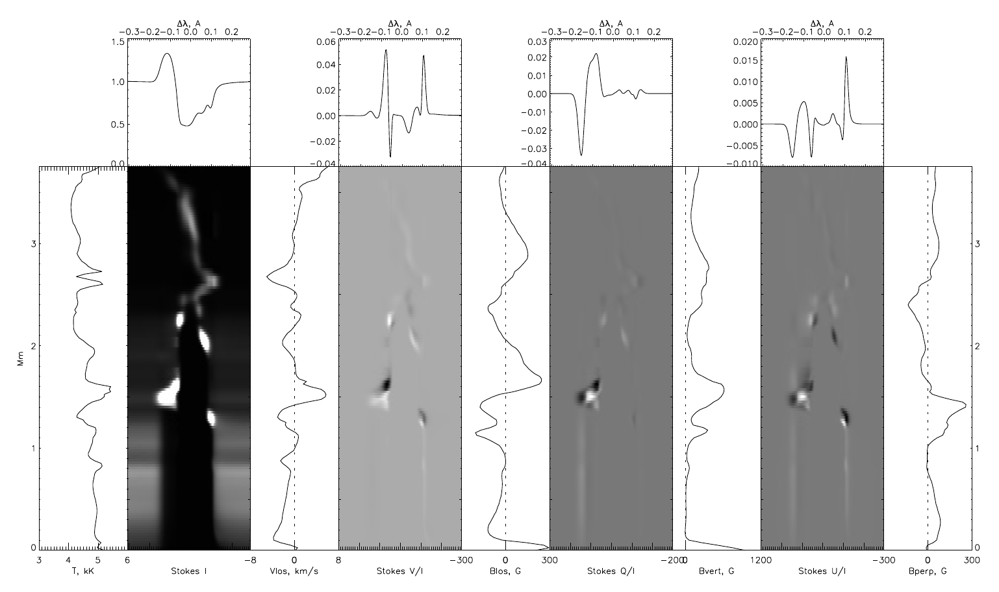 Δλ, A
−0.3−0.2−0.1 0.0 0.1 0.2
Δλ, A
−0.3−0.2−0.1 0.0 0.1 0.2
Δλ, A
−0.3−0.2−0.1 0.0 0.1 0.2
Δλ, A
−0.3−0.2−0.1 0.0 0.1 0.2
1.5
1.0
0.5
0.0
0.06
0.04
0.02
0.00
−0.02
−0.04
0.03
0.02
0.01
0.00
−0.01
−0.02
−0.03
−0.04
0.020
0.015
0.010
0.005
0.000
−0.005
−0.010
3
2
1
0
Mm
3
2
1
0
3 4 5 6
−8 0 8
−300 0 300
−200 0 1200
−300 0 300
T, kK
Stokes I
Vlos, km/s
Stokes V/I
Blos, G
Stokes Q/I
Bvert, G
Stokes U/I
Bperp, G